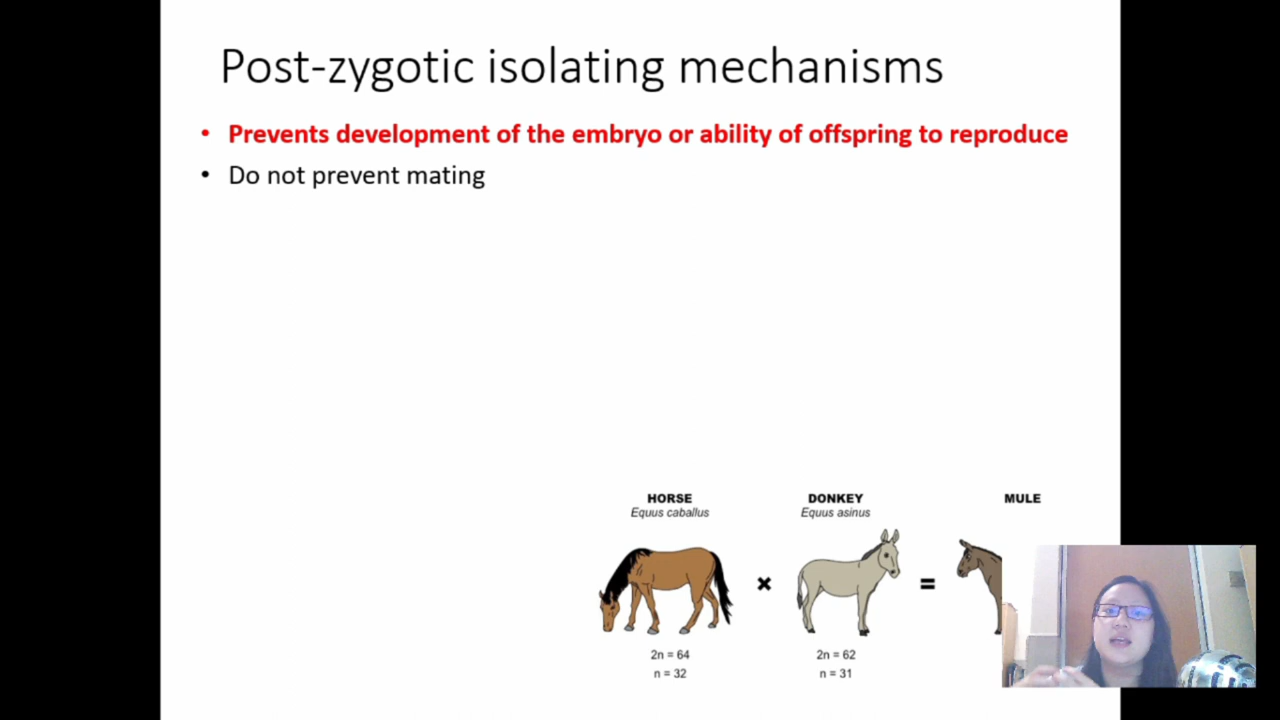 Post-zygotic isolating mechanisms
• Prevents development of the embryo or ability of offspring to reproduce
• Do not prevent mating
HORSE DONKEY MULE
Equus caballus Equus asinus
× =
2n = 64 2n = 62
n = 32 n = 31